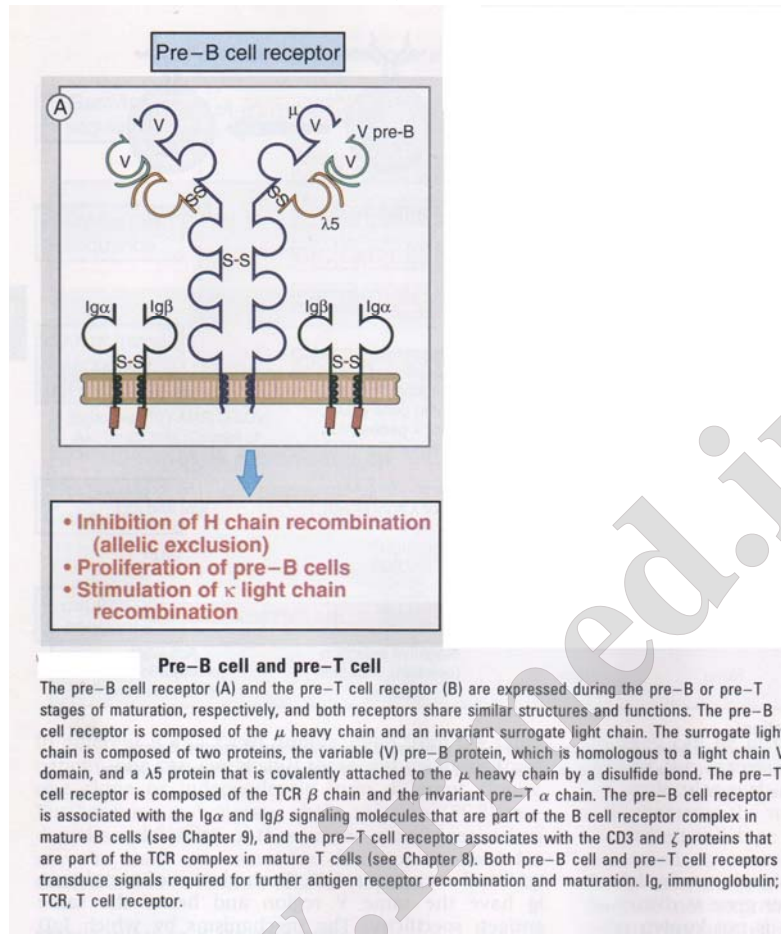 Pre–B cell receptor
A
V
μ
V
V pre-B
V
V
S-S
S-S
λ5
S-S
Igα
Igβ
Igβ
Igα
S-S
S-S
• Inhibition of H chain recombination
(allelic exclusion)
• Proliferation of pre–B cells
• Stimulation of κ light chain
recombination
Pre–B cell and pre–T cell
The pre–B cell receptor (A) and the pre–T cell receptor (B) are expressed during the pre–B or pre–T
stages of maturation, respectively, and both receptors share similar structures and functions. The pre–B
cell receptor is composed of the μ heavy chain and an invariant surrogate light chain. The surrogate light
chain is composed of two proteins, the variable (V) pre–B protein, which is homologous to a light chain V
domain, and a λ5 protein that is covalently attached to the μ heavy chain by a disulfide bond. The pre–T
cell receptor is composed of the TCR β chain and the invariant pre–T α chain. The pre–B cell receptor
is associated with the Igα and Igβ signaling molecules that are part of the B cell receptor complex in
mature B cells (see Chapter 9), and the pre–T cell receptor associates with the CD3 and ζ proteins that
are part of the TCR complex in mature T cells (see Chapter 8). Both pre–B cell and pre–T cell receptors
transduce signals required for further antigen receptor recombination and maturation. Ig, immunoglobulin;
TCR, T cell receptor.